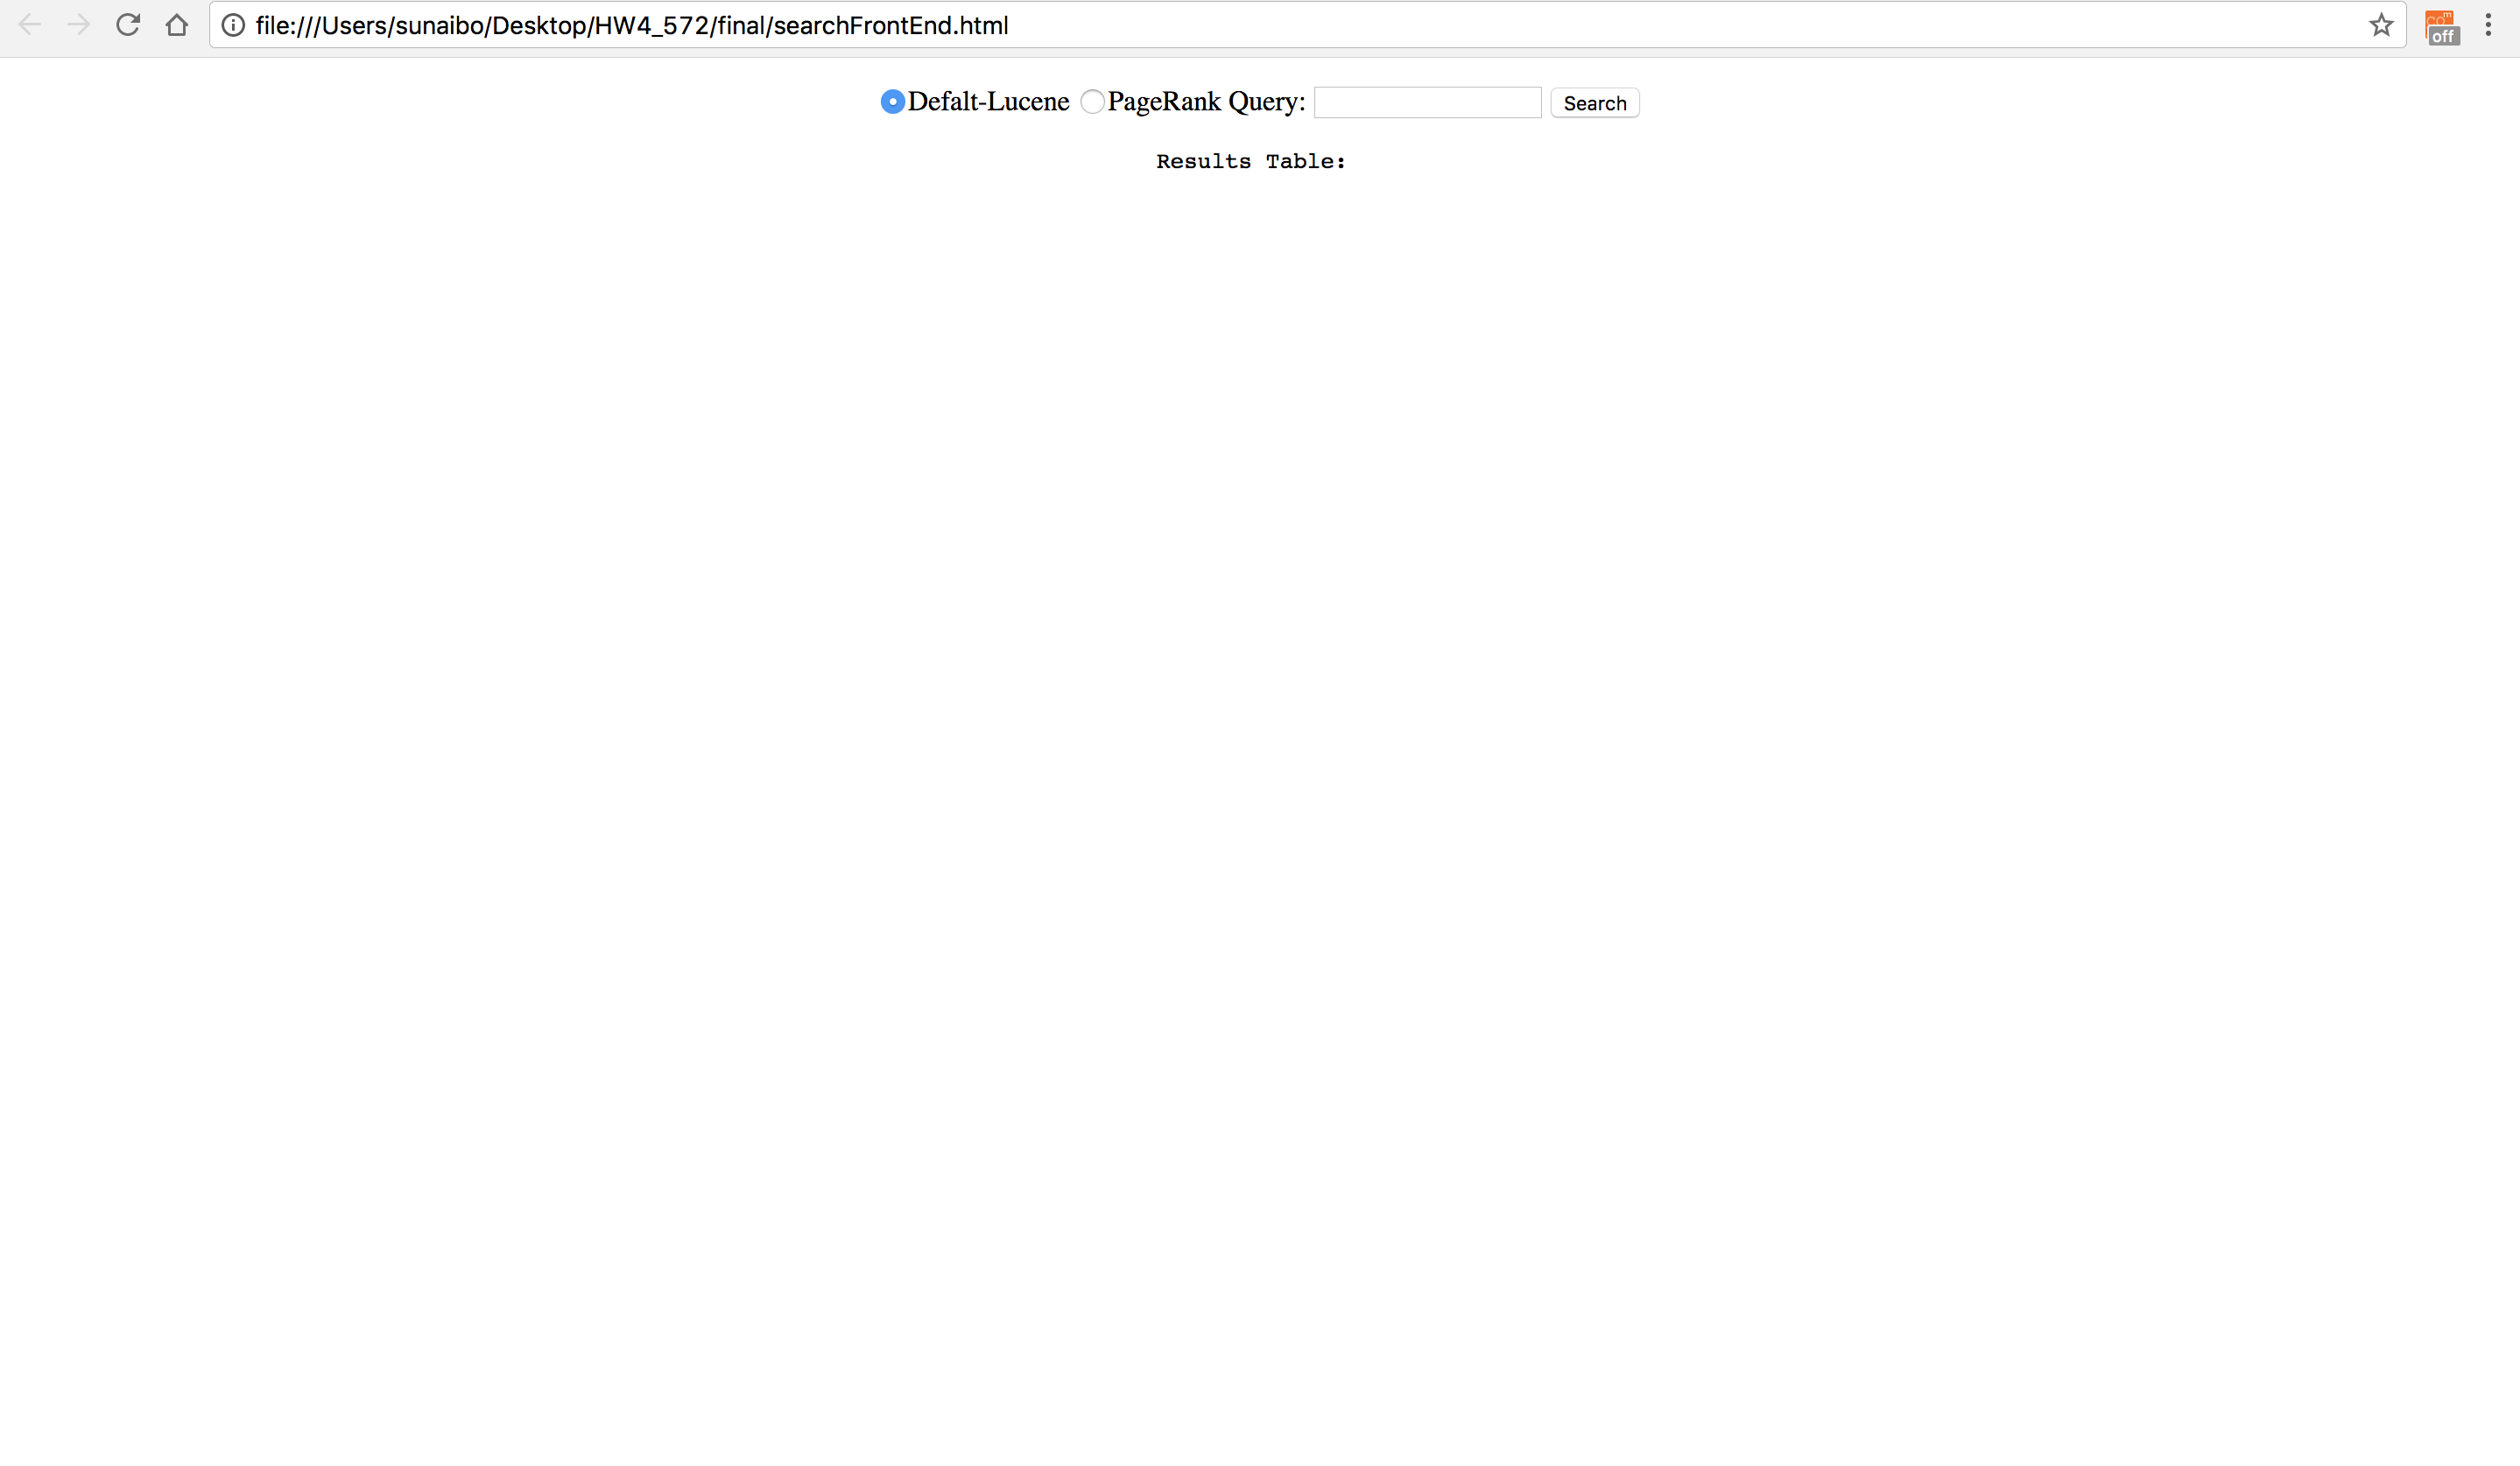 file:///Users/sunaibo/Desktop/HW4_572/final/searchFrontEnd.html
off
Defalt-Lucene PageRank Query: Search
Results Table: